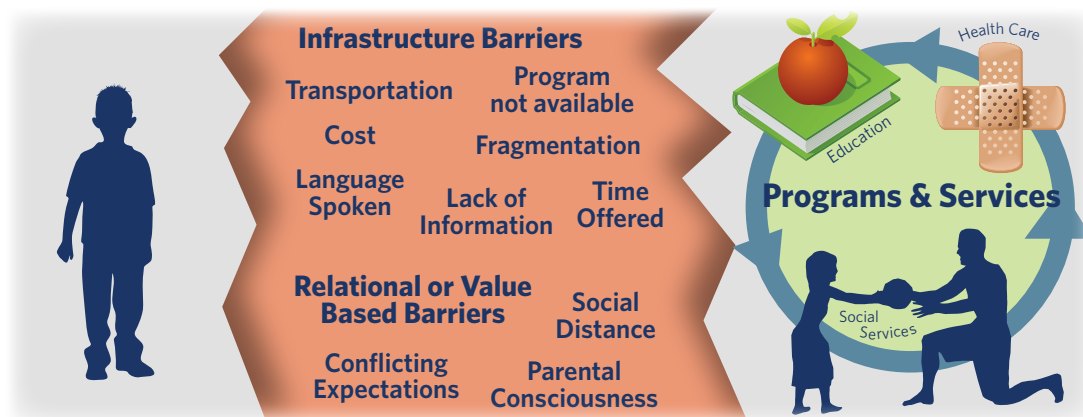 Infrastructure Barriers
Transportation
Program
not available
Cost
Fragmentation
Language
Spoken
Lack of
Information
Time
Offered
Relational or Value
Based Barriers
Social
Distance
Conflicting
Expectations
Parental
Consciousness
Health Care
Education
Programs & Services
Social
Services